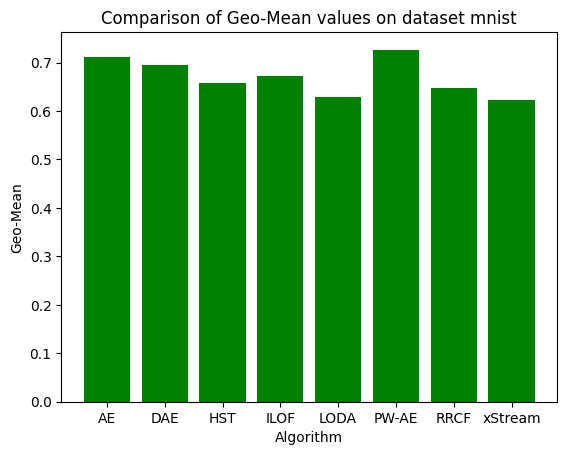 Comparison of Geo-Mean values on dataset mnist
Geo-Mean
0.7
0.6
0.5
0.4
0.3
0.2
0.1
0.0
AE DAE HST ILOF LODA PW-AE RRCF xStream
Algorithm